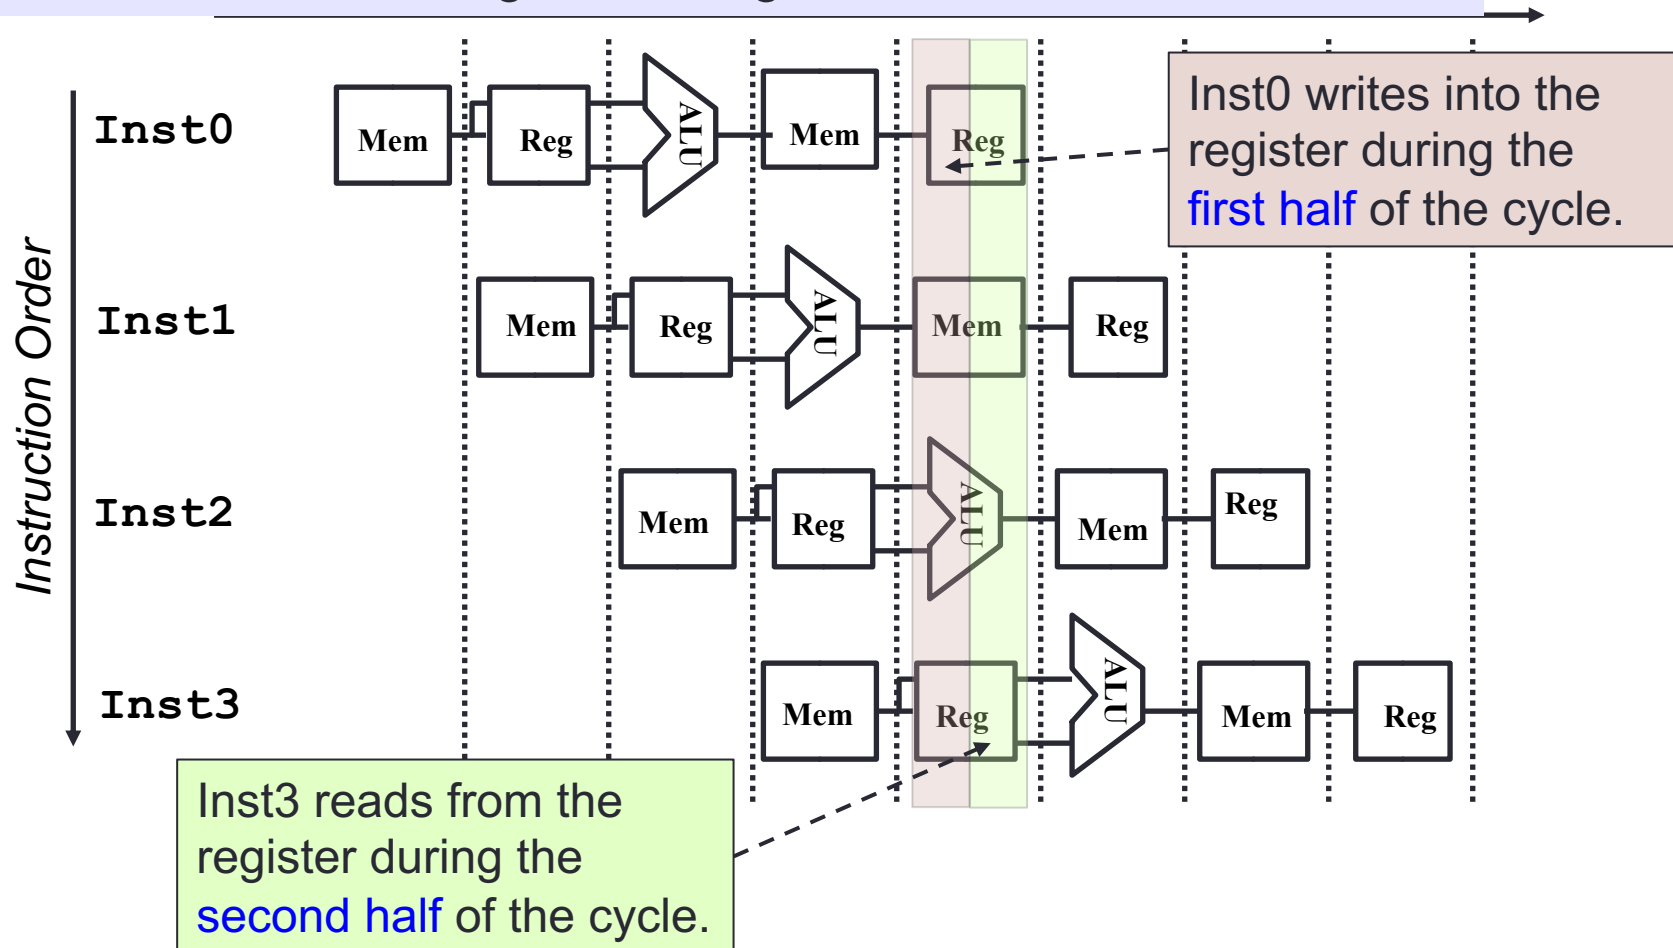 Inst0
Mem
Reg
ALU
Mem
Reg
Inst0 writes into the
register during the
first half of the cycle.
Instruction Order
Inst1
Mem
Reg
ALU
Mem
Reg
Inst2
Mem
Reg
ALU
Mem
Reg
Inst3
Mem
Reg
ALU
Mem
Reg
Inst3 reads from the
register during the
second half of the cycle.